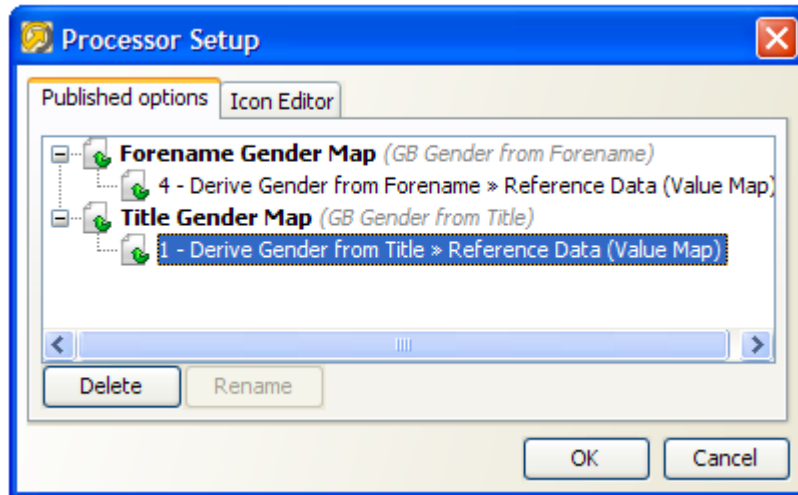 Processor Setup
Published options Icon Editor
Forename Gender Map (GB Gender from Forename)
4 - Derive Gender from Forename » Reference Data (Value Map)
Title Gender Map (GB Gender from Title)
1 - Derive Gender from Title » Reference Data (Value Map)
Delete Rename
OK Cancel